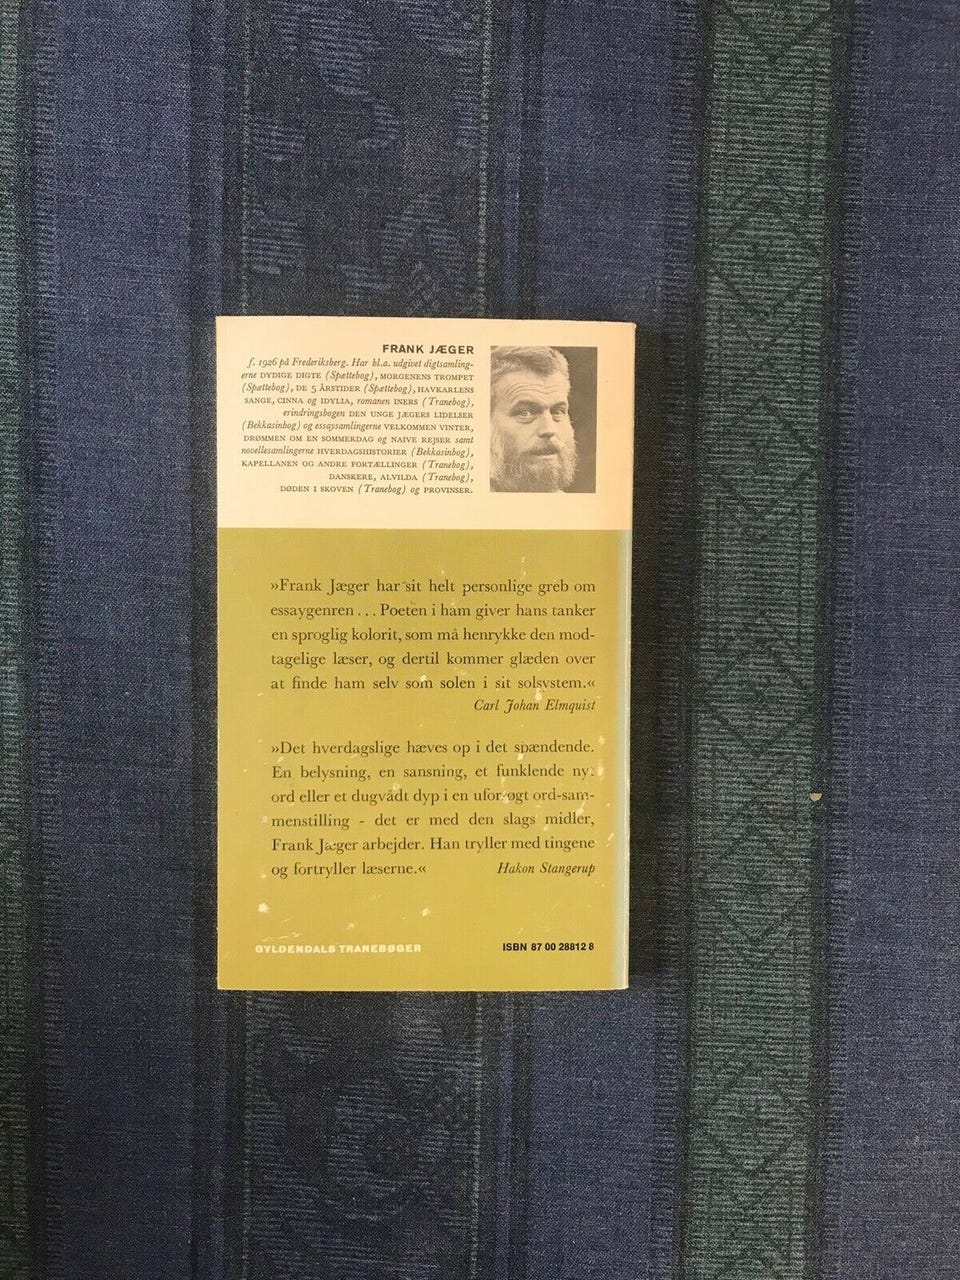 FRANK JÆGER
f. 1926 på Frederiksberg. Har bl.a. udgivet digtsamling-
erne DYDIGE DIGTE (Spættebog), MORGENENS TROMPET
(Spættebog), DE 5 ÅRSTIDER (Spættebog), HAVKARLENS
SANGE, CINNA og IDYLIA, romanen INERS (Tranebog),
erindringsbogen DEN UNGE JÆGERS LIDELSER
(Bekkasinbog) og essaysamlingerne VELKOMMEN VINTER,
DRØMMEN OM EN SOMMERDAG og NAIVE REJSER samt
novellesamlingerne HVERDAGSHISTORIER (Bekkasinbog),
KAPELLANEN OG ANDRE FORTÆLLINGER (Tranebog),
DANSKERE, ALVILDA (Tranebog),
DØDEN I SKOVEN (Tranebog) og PROVINSER.
»Frank Jæger har sit helt personlige greb om
essaygenren . . . Poeten i ham giver hans tanker
en sproglig kolorit, som må henrykke den mod-
tagelige læser, og dertil kommer glæden over
at finde ham selv som solen i sit solsystem.«
Carl Johan Elmquist
»Det hverdagslige hæves op i det spændende.
En belysning, en sansning, et funklende nyt
ord eller et dugvådt dyp i en uforsøgt ord-sam-
menstilling - det er med den slags midler,
Frank Jæger arbejder. Han tryller med tingene
og fortryller læserne.« Hakon Stangerup
GYLDENDALS TRANEBØGER ISBN 87 00 28812 8